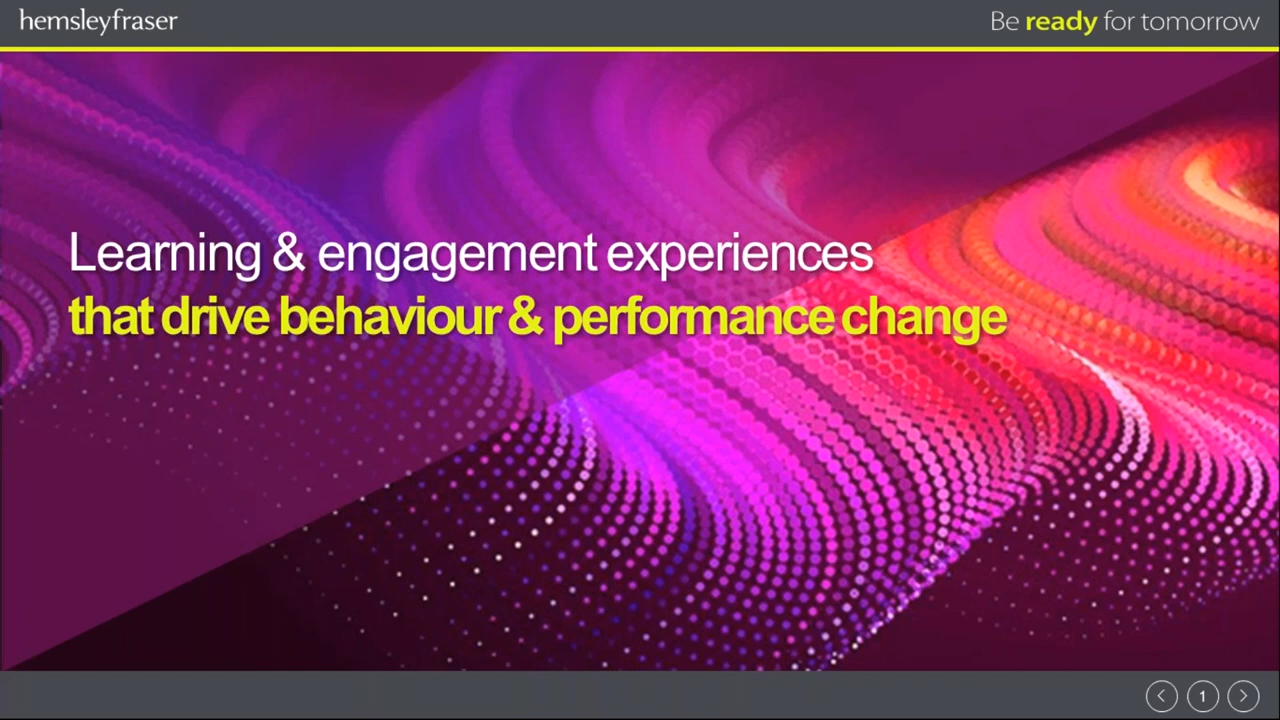 hemsleyfraser
Be ready for tomorrow
Learning & engagement experiences
that drive behaviour & performance change
1